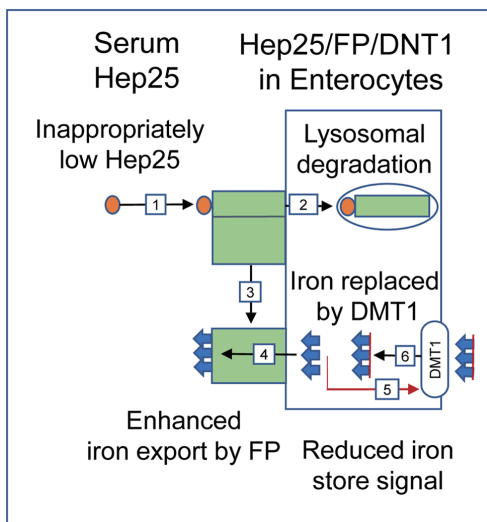 Serum
Hep25
Hep25/FP/DNT1
in Enterocytes
Inappropriately
low Hep25
Lysosomal
degradation
1
2
3
Iron replaced
by DMT1
4
6
DMT1
5
Enhanced
iron export by FP
Reduced iron
store signal